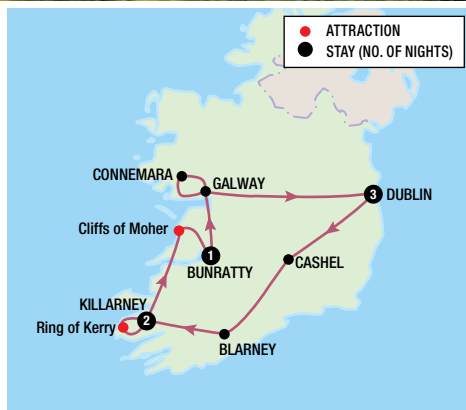 ATTRACTION
STAY (NO. OF NIGHTS)
CONNEMARA
GALWAY
3 DUBLIN
Cliffs of Moher
1
BUNRATTY
CASHEL
KILLARNEY
2
Ring of Kerry
BLARNEY